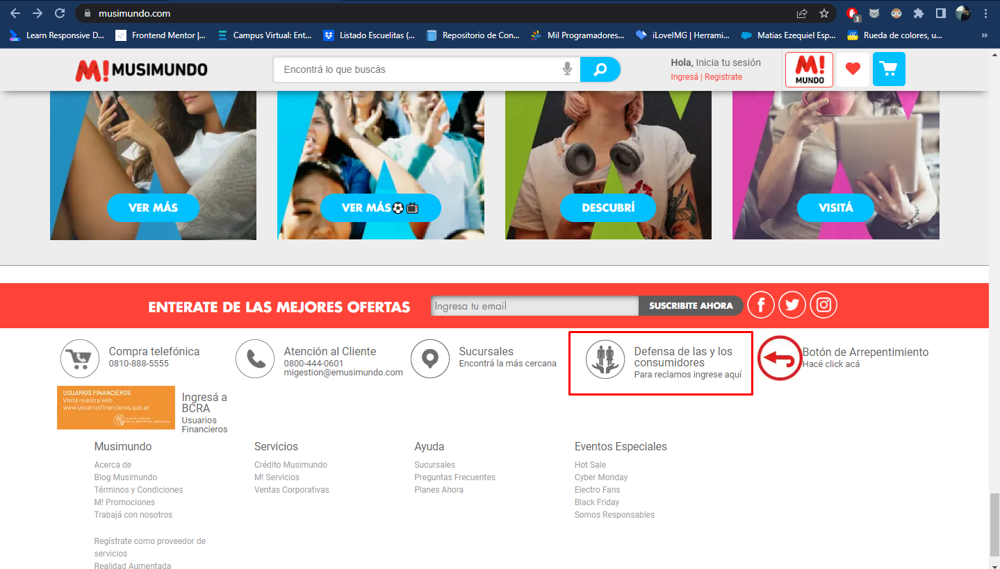 musimundo.com
3
Learn Responsive D...
Frontend Mentor |...
Campus Virtual: Ent...
Listado Escuelitas (...
Repositorio de Con...
Mil Programadores...
iLoveIMG | Herrami...
Matias Ezequiel Esp...
Rueda de colores, u...
»
M! MUSIMUNDO
Encontrá lo que buscás
Hola, Inicia tu sesión
Ingresá | Registrate
M!
MUNDO
VER MÁS
VER MÁS
DESCUBRÍ
VISITÁ
ENTERATE DE LAS MEJORES OFERTAS
Ingresa tu email
SUSCRIBITE AHORA
Compra telefónica
0810-888-5555
Atención al Cliente
0800-444-0601
migestion@emusimundo.com
Sucursales
Encontrá la más cercana
Defensa de las y los
consumidores
Para reclamos ingrese aquí
Botón de Arrepentimiento
Hacé click acá
USUARIOS FINANCIEROS
Visitá nuestra web
www.usuariosfinancieros.gob.ar
BANCO CENTRAL
DE LA REPÚBLICA ARGENTINA
Ingresá a
BCRA
Usuarios
Financieros
Musimundo
Acerca de
Blog Musimundo
Términos y Condiciones
M! Promociones
Trabajá con nosotros
Regístrate como proveedor de
servicios
Realidad Aumentada
Servicios
Crédito Musimundo
M! Servicios
Ventas Corporativas
Ayuda
Sucursales
Preguntas Frecuentes
Planes Ahora
Eventos Especiales
Hot Sale
Cyber Monday
Electro Fans
Black Friday
Somos Responsables